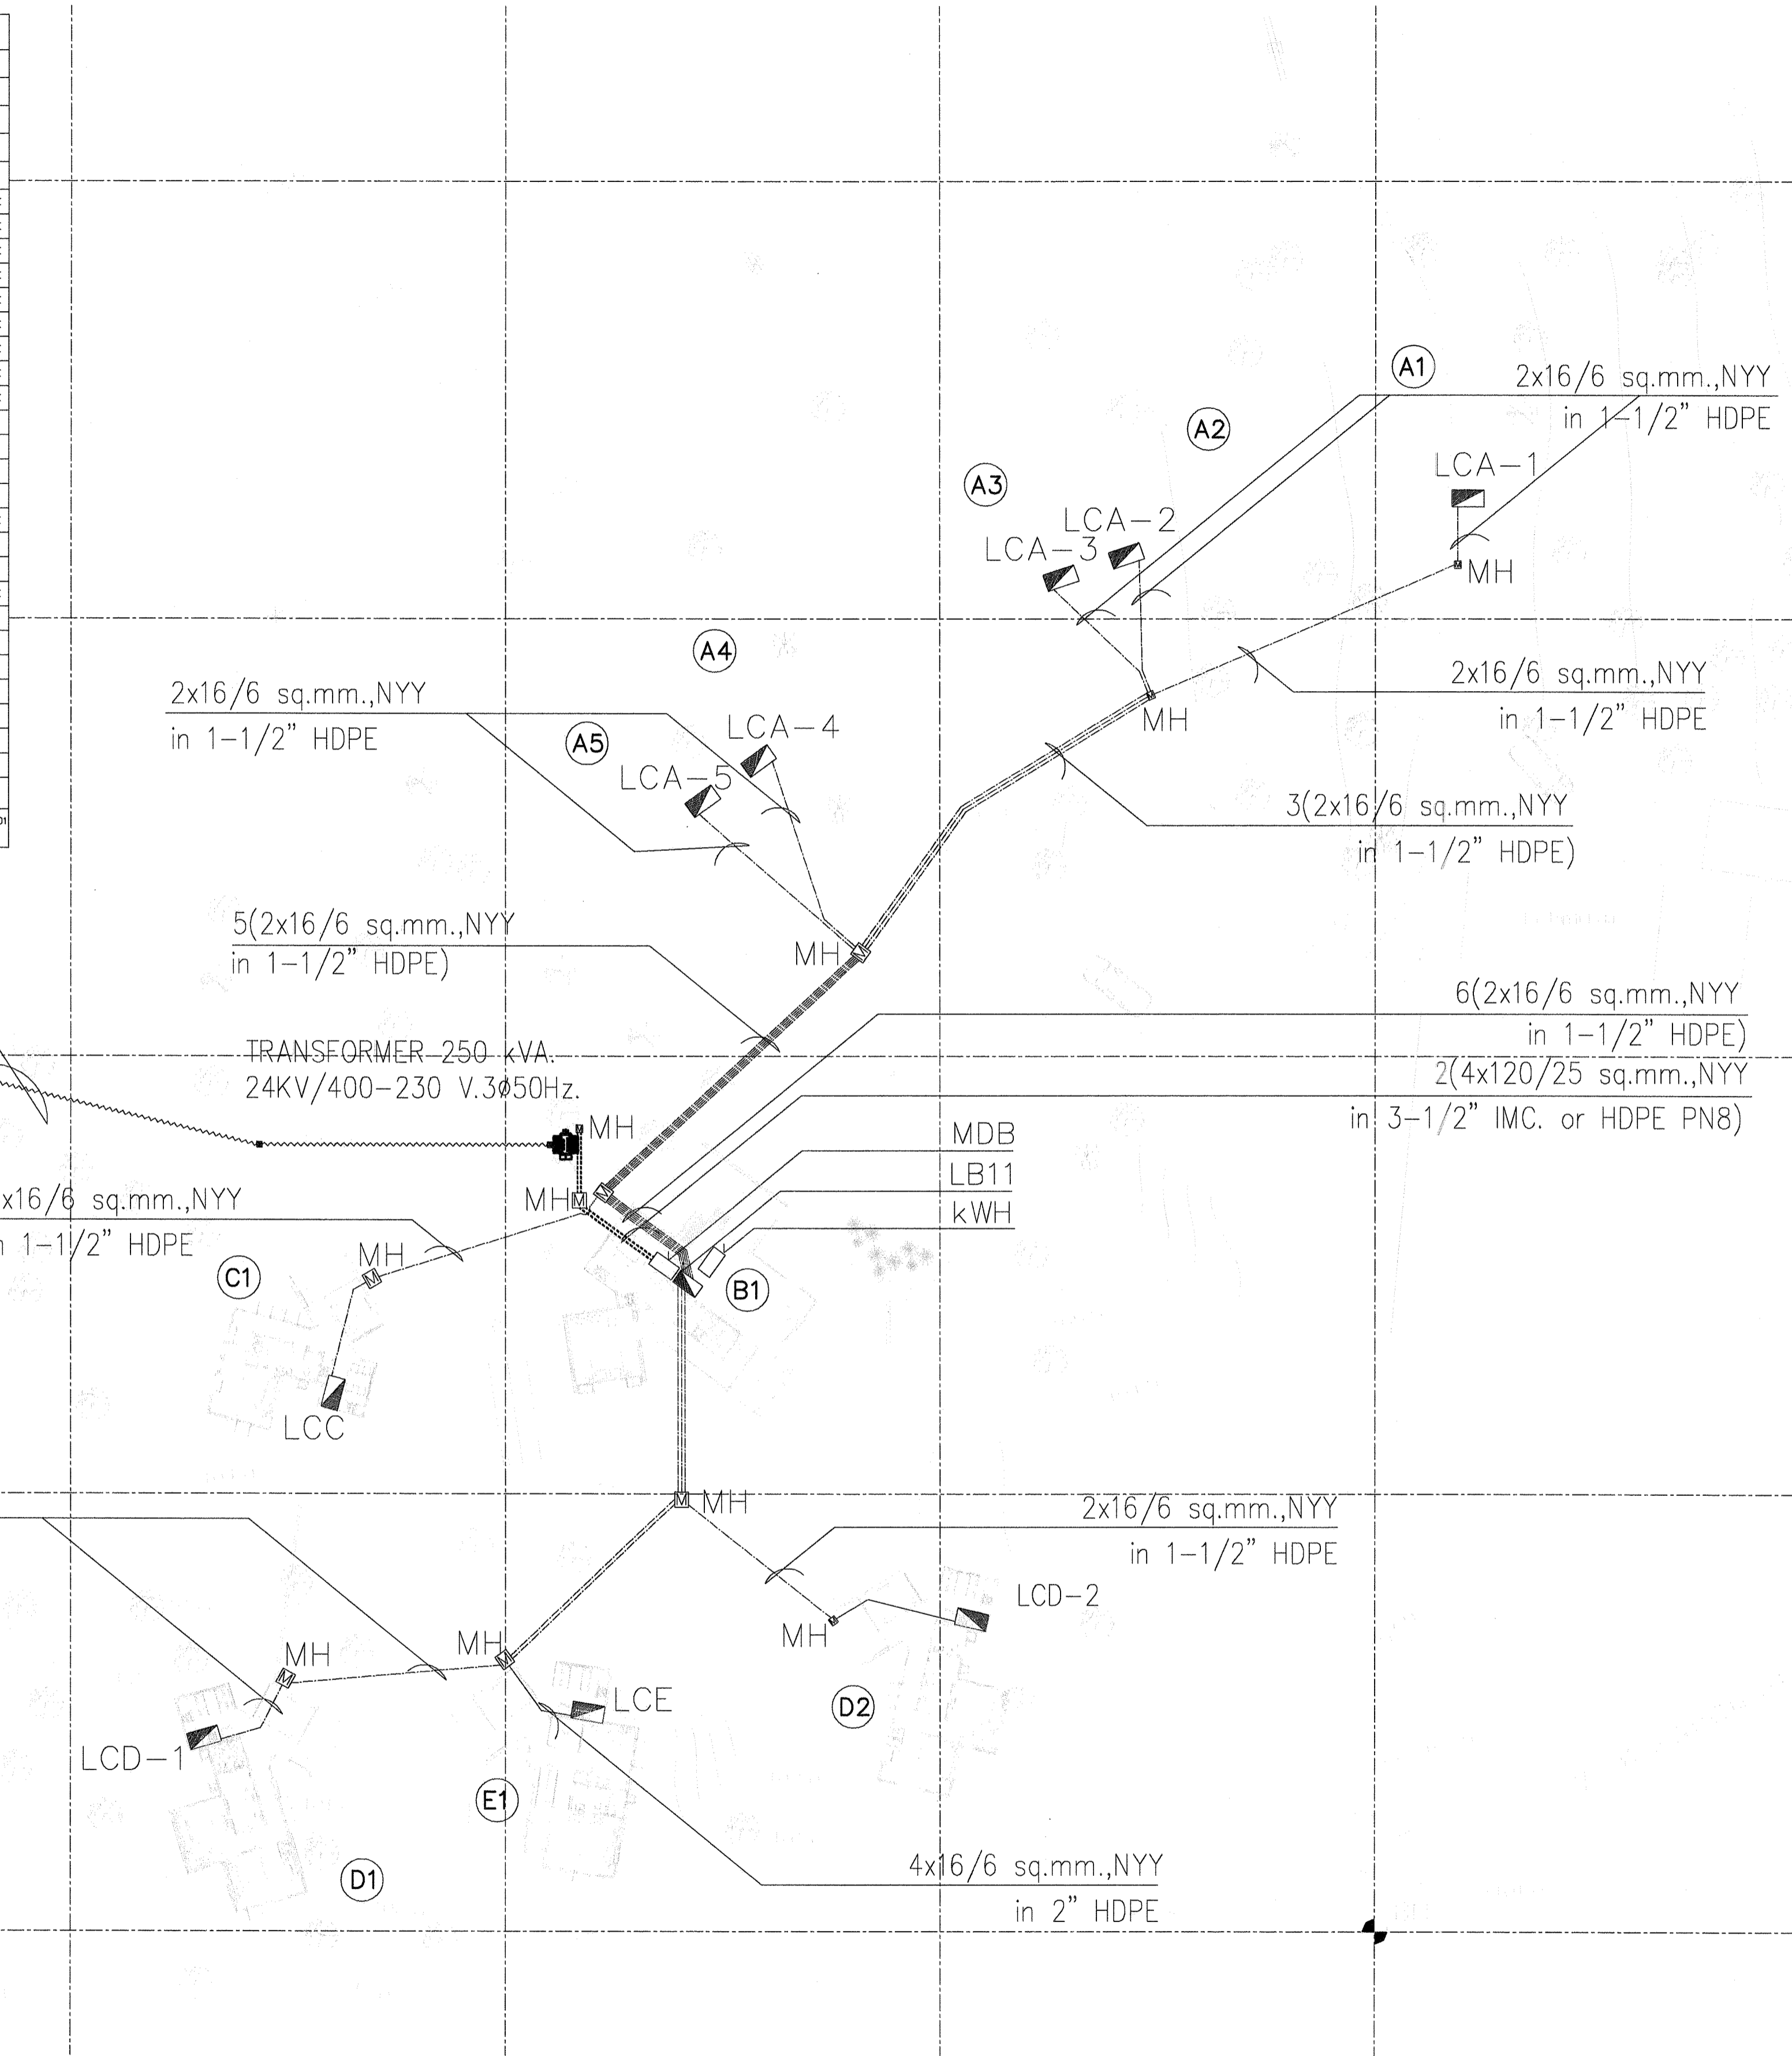 A1
2x16/6 sq.mm.,NYY
in 1-1/2" HDPE
A2
LCA-1
A3
LCA-2
LCA-3
MH
A4
2x16/6 sq.mm.,NYY
in 1-1/2" HDPE
2x16/6 sq.mm.,NYY
in 1-1/2" HDPE
MH
LCA-4
A5
LCA-5
3(2x16/6 sq.mm.,NYY
in 1-1/2" HDPE)
5(2x16/6 sq.mm.,NYY
in 1-1/2" HDPE)
MH
6(2x16/6 sq.mm.,NYY
in 1-1/2" HDPE)
TRANSFORMER 250 kVA.
24KV/400-230 V.3ø50Hz.
2(4x120/25 sq.mm.,NYY
in 3-1/2" IMC. or HDPE PN8)
MH
MDB
LB11
kWH
MH
M
M
x16/6 sq.mm.,NYY
1-1/2" HDPE
MH
M
C1
B1
LCC
M
MH
2x16/6 sq.mm.,NYY
in 1-1/2" HDPE
LCD-2
MH
MH
M
MH
M
LCE
D2
LCD-1
E1
D1
4x16/6 sq.mm.,NYY
in 2" HDPE